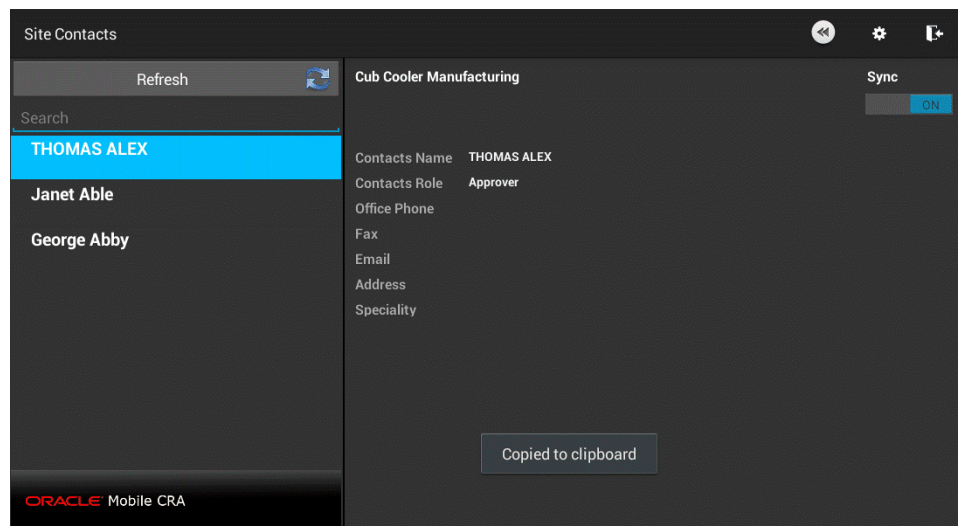 Site Contacts
Refresh
Search
THOMAS ALEX
Janet Able
George Abby
ORACLE Mobile CRA
Cub Cooler Manufacturing
Sync
ON
Contacts Name THOMAS ALEX
Contacts Role Approver
Office Phone
Fax
Email
Address
Speciality
Copied to clipboard